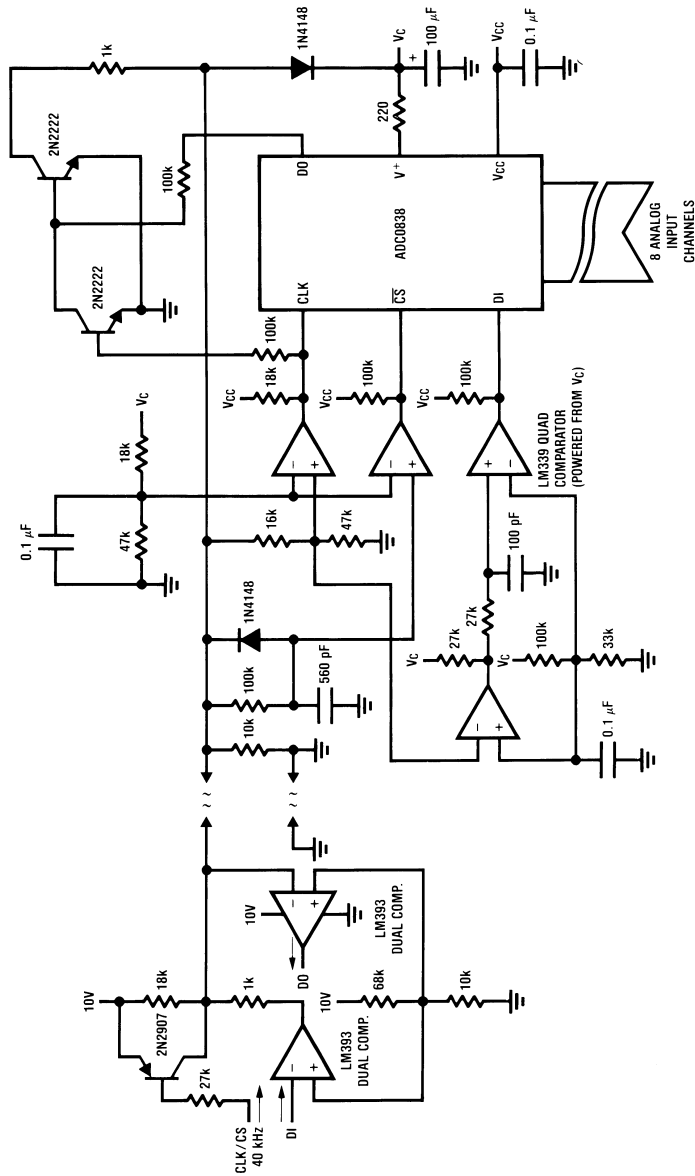 CLK/CS
40 kHz
DI
27k
2N2907
10V
18k
1k
LM393
DUAL COMP.
10V
68k
10k
10V
DO
LM393
DUAL COMP.
−
+
−
+
~
~
~
~
10k
100k
1N4148
560 pF
0.1 µF
47k
18k
VC
16k
47k
−
+
VCC
18k
100k
−
+
VCC
100k
+
−
VCC
100k
LM339 QUAD
COMPARATOR
(POWERED FROM VC)
−
+
VC
27k
27k
100 pF
VC
100k
33k
0.1 µF
2N2222
2N2222
1k
100k
CLK
CS
DI
ADC0838
DO
V+
VCC
8 ANALOG
INPUT
CHANNELS
1N4148
220
VC
+
100 µF
VCC
0.1 µF